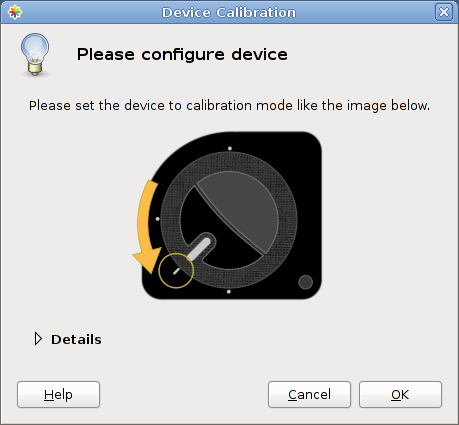 Device Calibration
Please configure device
Please set the device to calibration mode like the image below.
Details
Help
Cancel
OK